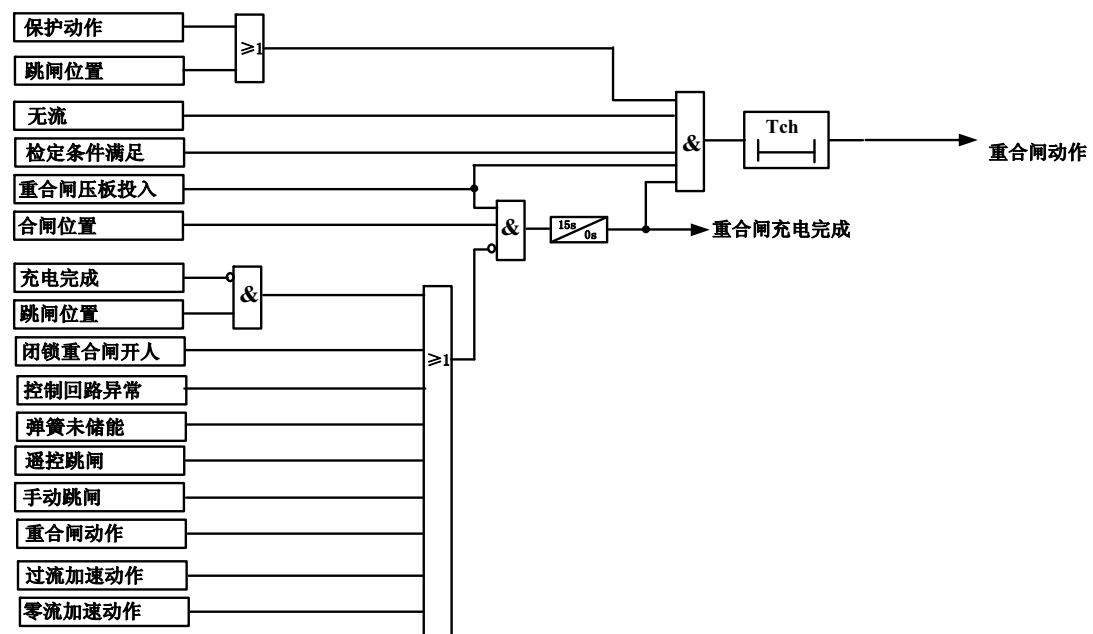 保护动作
≥1
跳闸位置
无流
&
Tch
重合闸动作
检定条件满足
重合闸压板投入
合闸位置
&
15s
0s
重合闸充电完成
充电完成
&
跳闸位置
闭锁重合闸开人
≥1
控制回路异常
弹簧未储能
遥控跳闸
手动跳闸
重合闸动作
过流加速动作
零流加速动作